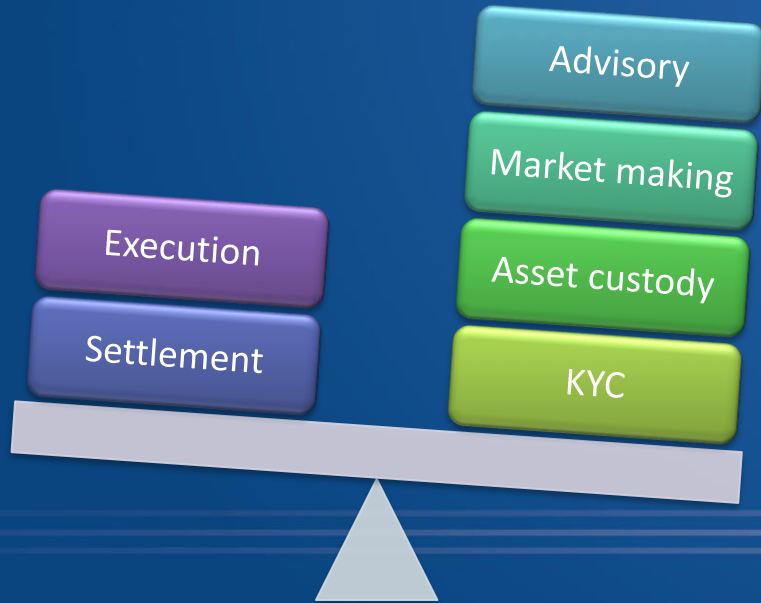 Execution
Settlement
Advisory
Market making
Asset custody
KYC